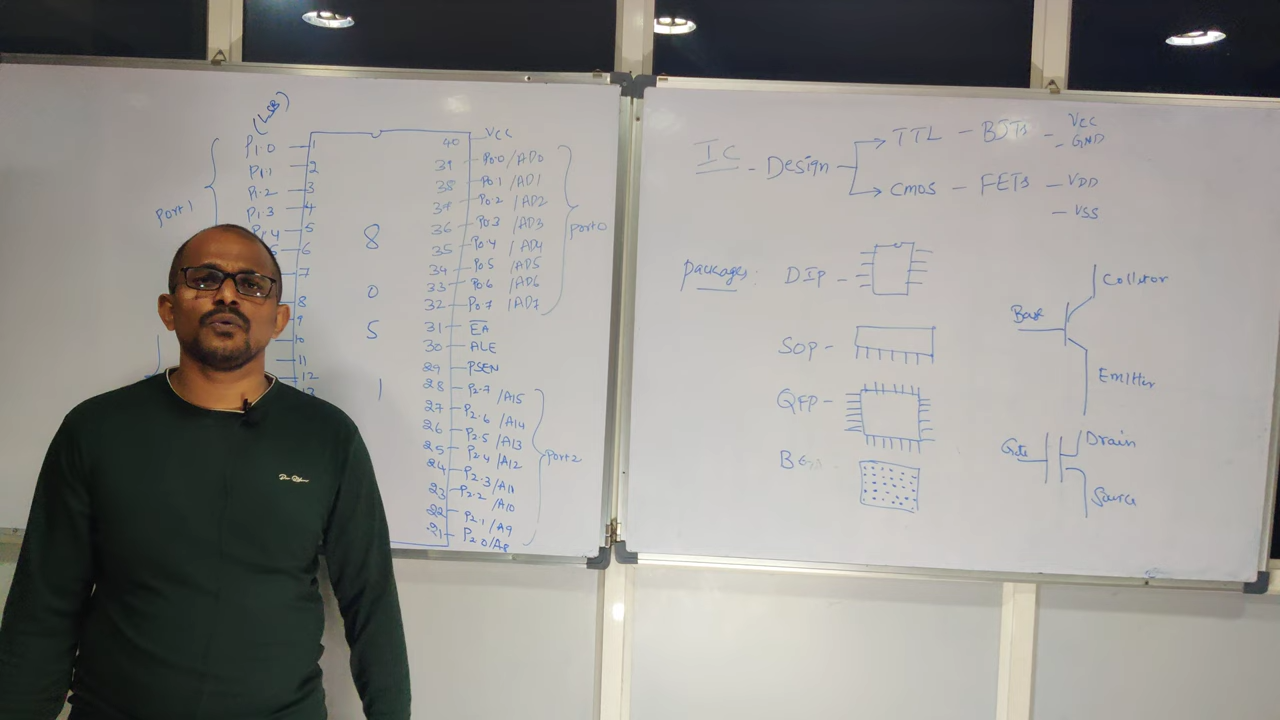 (LSB)
P1.0
1
P1.1
2
P1.2
3
P1.3
4
5
6
7
8
9
10
11
12
Port1
8
0
5
1
40 VCC
39 P0.0/AD0
38 P0.1/AD1
39 P0.2/AD2
36 P0.3/AD3
35 P0.4/AD4
34 P0.5/AD5
33 P0.6/AD6
32 P0.7/AD7
Port0
31 EA
30 ALE
29 PSEN
28 P2.7/A15
27 P2.6/A14
26 P2.5/A13
25 P2.4/A12
24 P2.3/A11
23 P2.2/A10
22 P2.1/A9
21 P2.0/A8
Port2
IC - Design
TTL - BJTs - VCC
- GND
CMOS - FETs - VDD
- VSS
Packages:
DIP -
SOP -
QFP -
Base
Collector
Emitter
Gate
Drain
Source